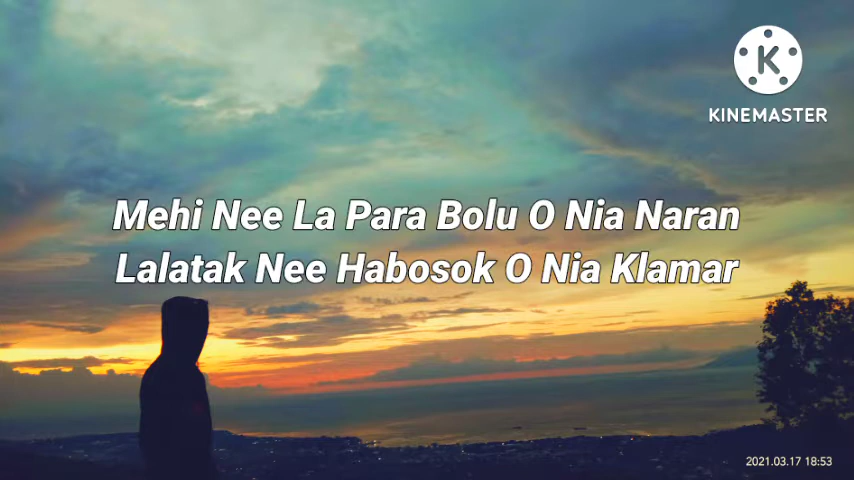 KINEMASTER
Mehi Nee La Para Bolu O Nia Naran
Lalatak Nee Habosok O Nia Klamar
2021.03.17 18:53